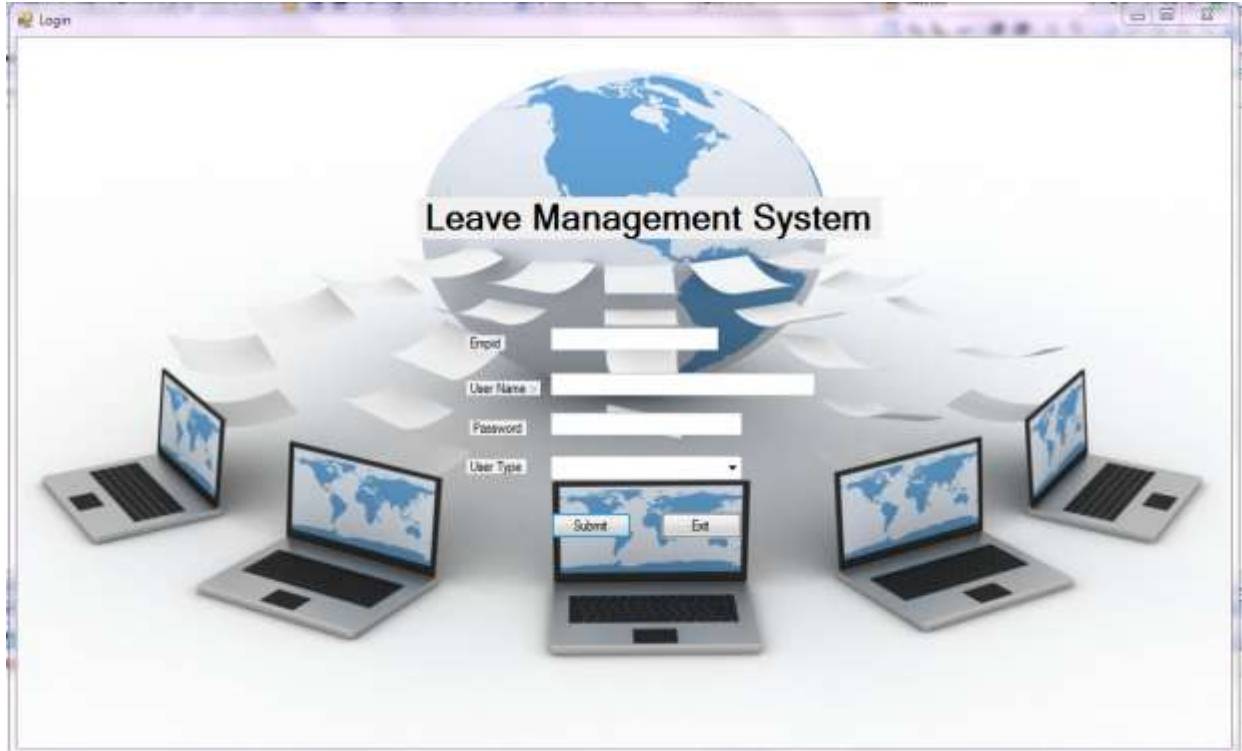 Login
Leave Management System
Empid
User Name :-
Password
User Type
Submit Exit